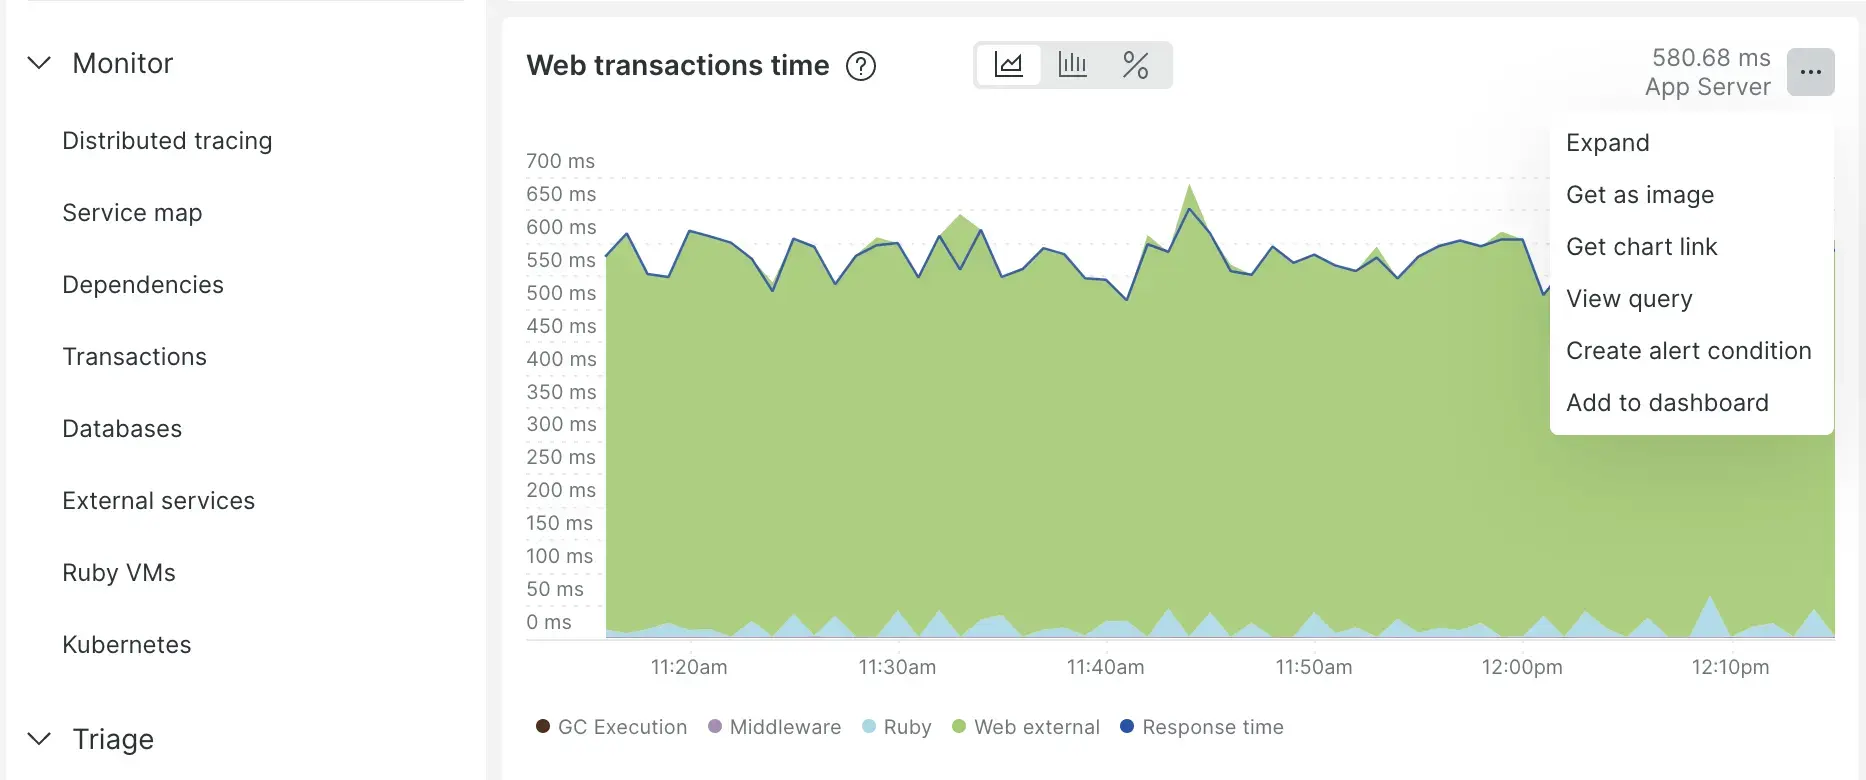 Monitor
Distributed tracing
Service map
Dependencies
Transactions
Databases
External services
Ruby VMs
Kubernetes
Triage
Web transactions time ?
%
580.68 ms
App Server
...
Expand
Get as image
Get chart link
View query
Create alert condition
Add to dashboard
700 ms
650 ms
600 ms
550 ms
500 ms
450 ms
400 ms
350 ms
300 ms
250 ms
200 ms
150 ms
100 ms
50 ms
0 ms
11:20am 11:30am 11:40am 11:50am 12:00pm 12:10pm
GC Execution Middleware Ruby Web external Response time